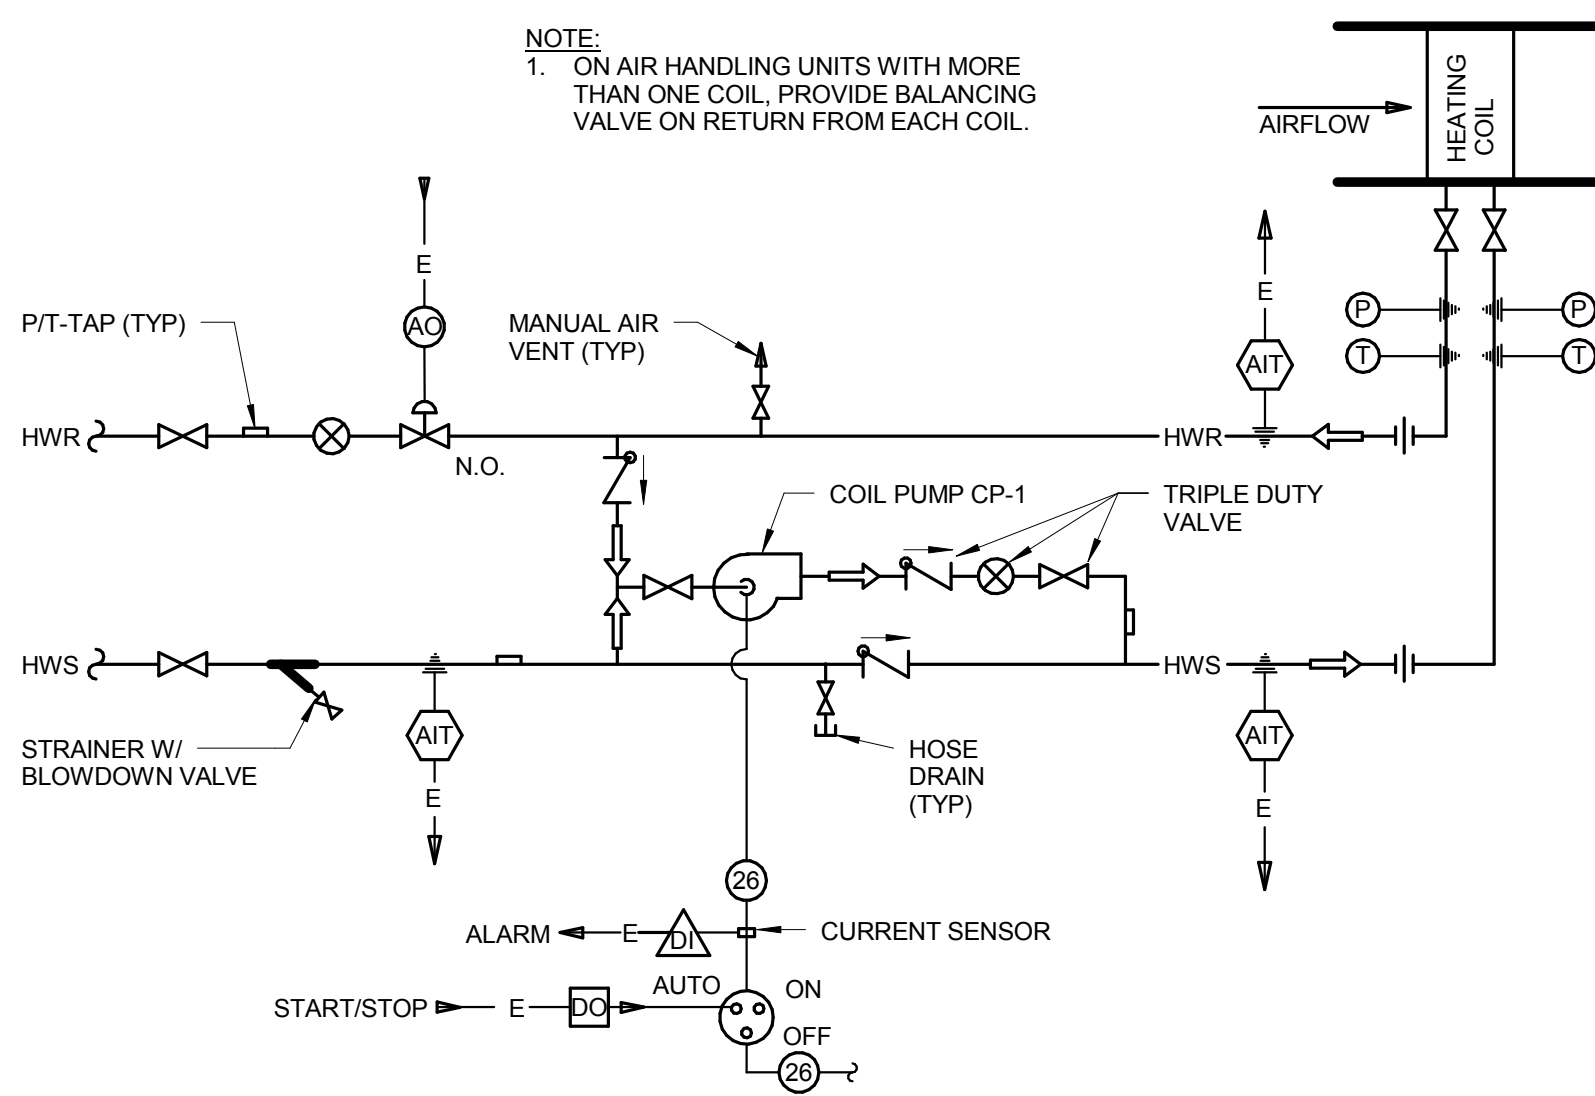 NOTE:
1. ON AIR HANDLING UNITS WITH MORE
THAN ONE COIL, PROVIDE BALANCING
VALVE ON RETURN FROM EACH COIL.
AIRFLOW
HEATING
COIL
E
E
P/T-TAP (TYP)
AO
MANUAL AIR
VENT (TYP)
AIT
P
P
T
T
HWR
N.O.
HWR
COIL PUMP CP-1
TRIPLE DUTY
VALVE
HWS
HWS
STRAINER W/
BLOWDOWN VALVE
AIT
E
HOSE
DRAIN
(TYP)
AIT
E
26
ALARM
E
DI
CURRENT SENSOR
START/STOP
E
DO
AUTO
ON
OFF
26